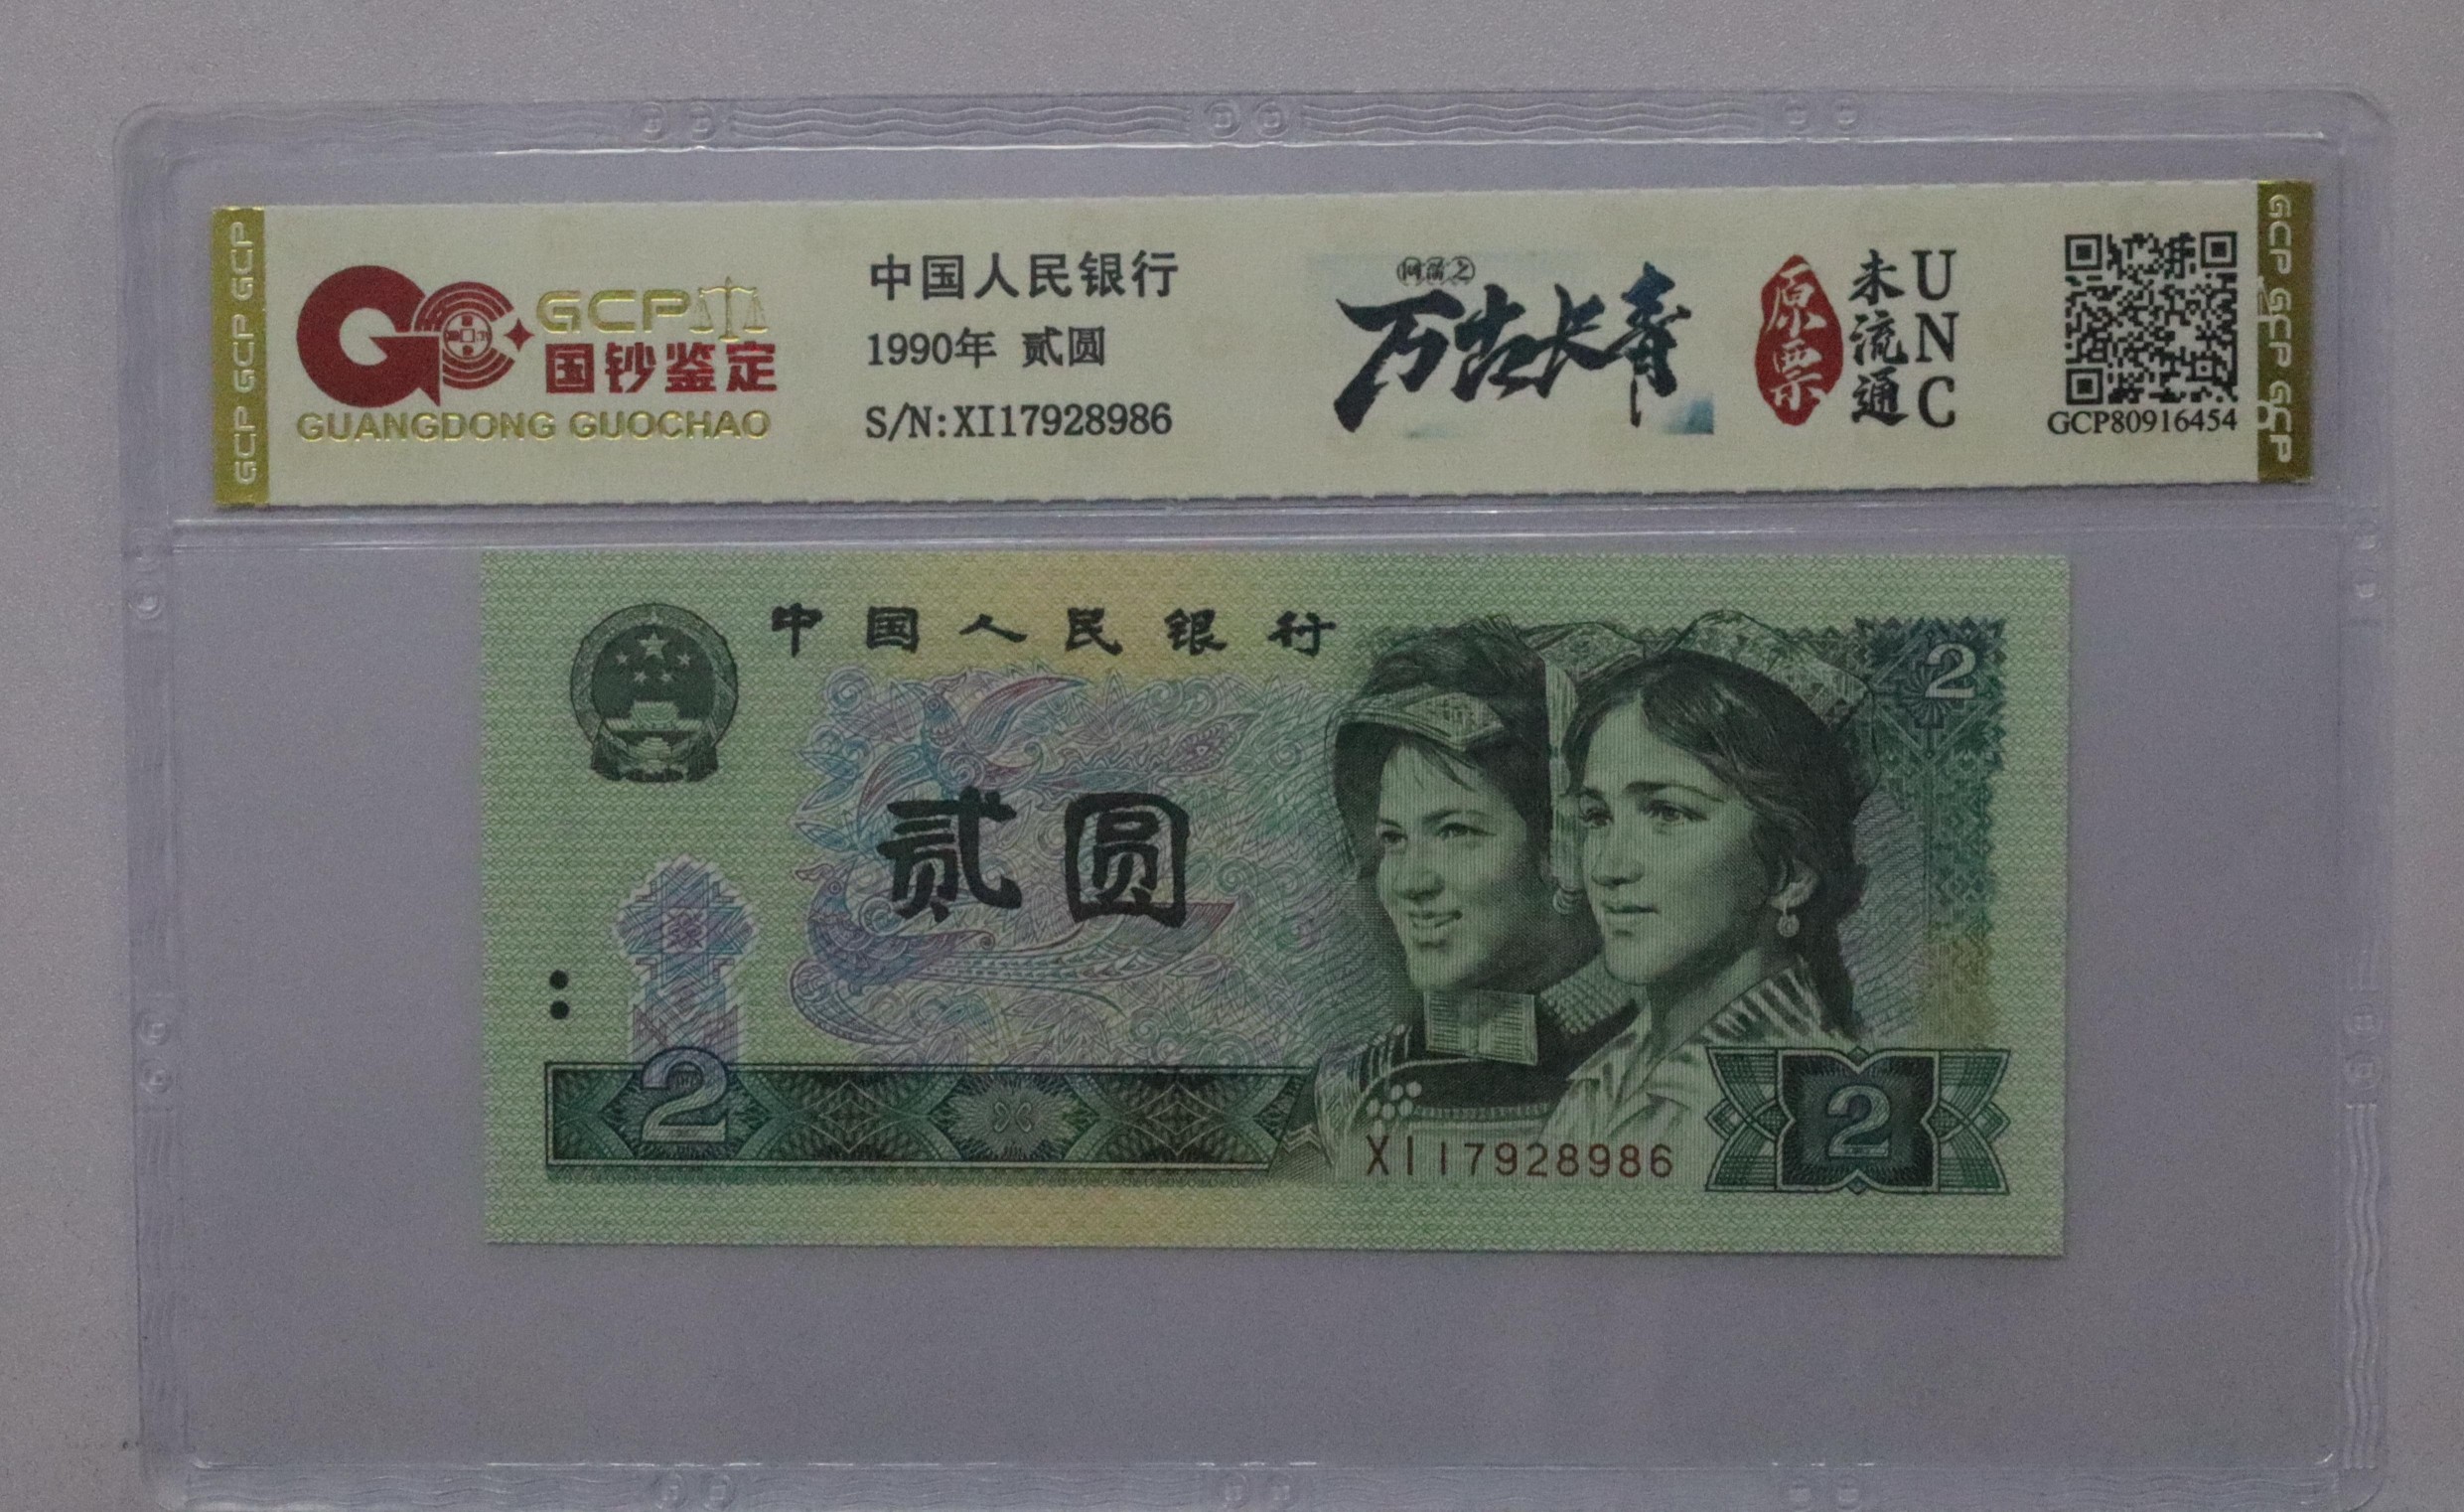 GCP GCP GCP
GCP
国钞鉴定
GUANGDONG GUOCHAO
中国人民银行
1990年 贰圆
S/N:XI17928986
万古长青
原票
未流通
UNC
GCP80916454
GCP GCP GCP
中国人民银行
2
贰圆
2
XI17928986
2